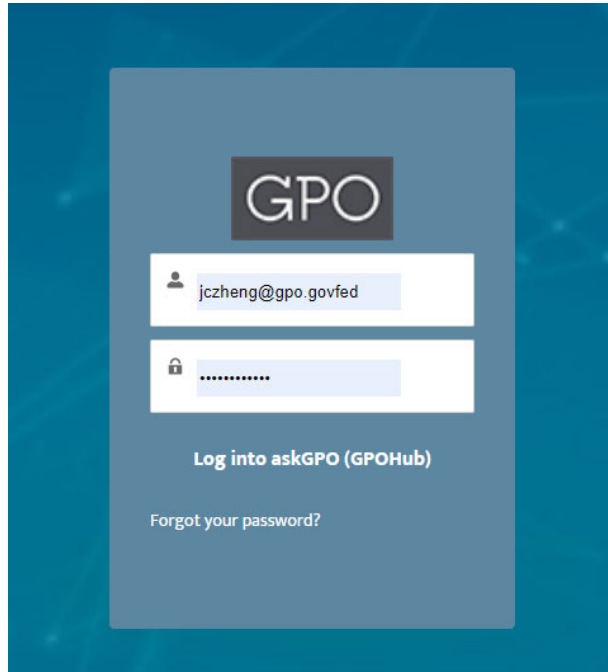 GPO
jczheng@gpo.govfed
••••••••••••
Log into askGPO (GPOHub)
Forgot your password?